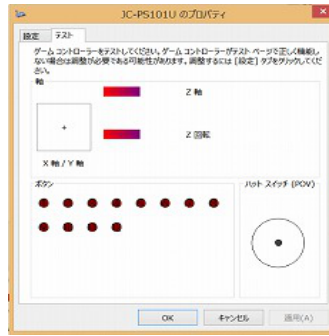 JC-PS101U のプロパティ
設定 テスト
ゲーム コントローラーをテストしてください。ゲーム コントローラーがテスト ページで正しく機能し
ない場合は調整が必要である可能性があります。調整するには [設定] タブをクリックしてくだ
さい。
軸
Z 軸
Z 回転
X 軸 / Y 軸
ボタン
ハット スイッチ (POV)
OK キャンセル 適用(A)